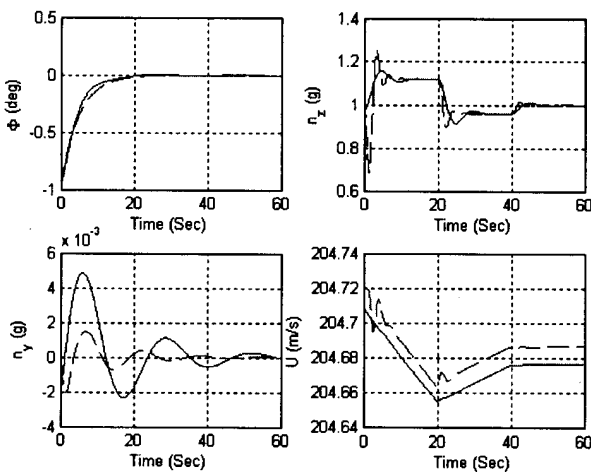 0.5
0
-0.5
-1
Φ (deg)
0 20 40 60
Time (Sec)
1.4
1.2
1
0.8
0.6
n_z (g)
0 20 40 60
Time (Sec)
x 10^-3
6
4
2
0
-2
-4
n_y (g)
0 20 40 60
Time (Sec)
204.74
204.72
204.7
204.68
204.66
204.64
U (m/s)
0 20 40 60
Time (Sec)